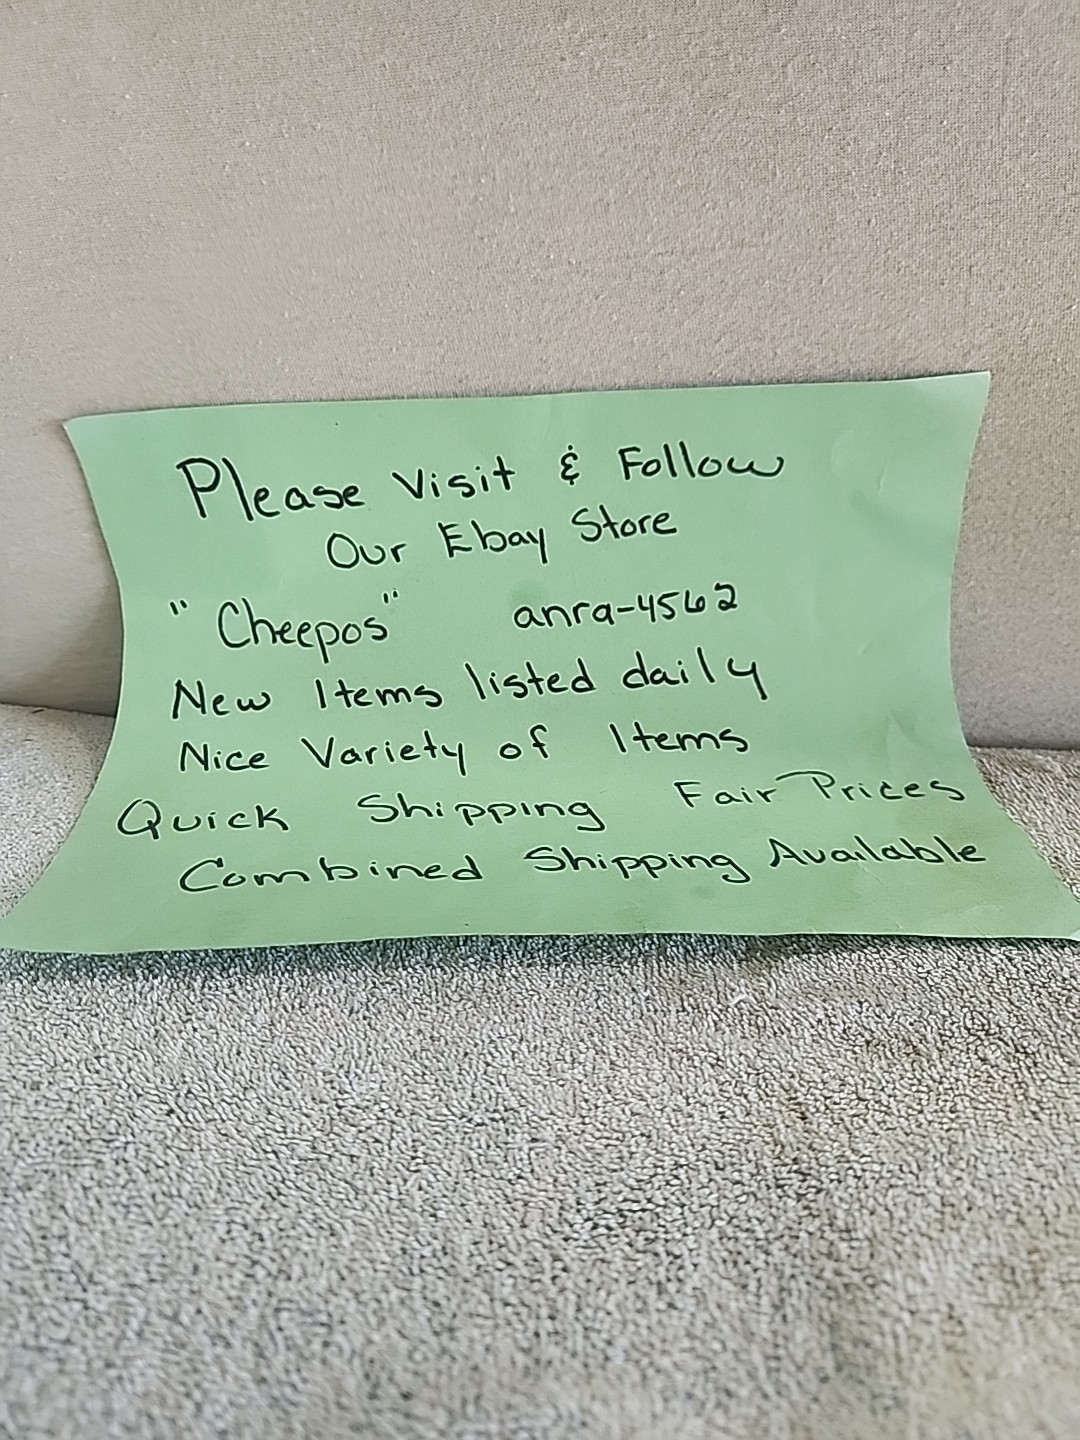 Please Visit & Follow
Our Ebay Store
"Cheepos" anra-4562
New Items listed daily
Nice Variety of Items
Quick Shipping Fair Prices
Combined Shipping Available